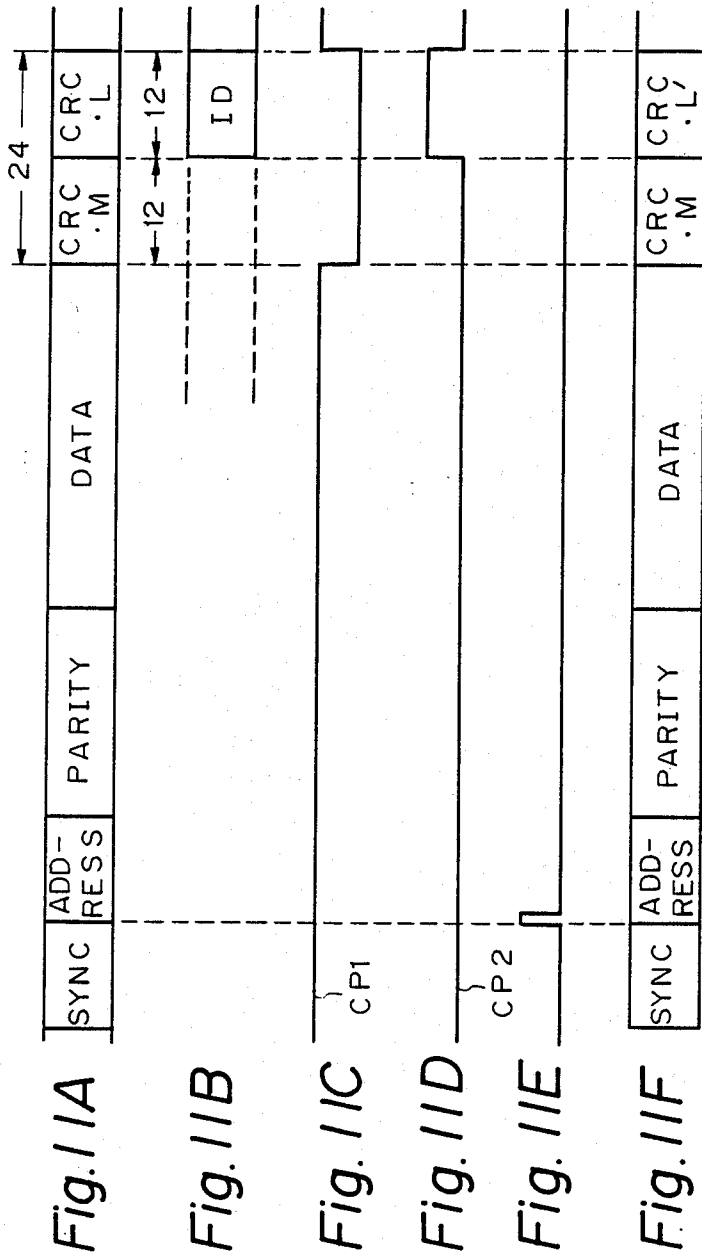 24
Fig. 11A
SYNC
ADD-
RESS
PARITY
DATA
CRC
·M
CRC
·L
12
12
Fig. 11B
ID
Fig. 11C
CP1
Fig. 11D
CP2
Fig. 11E
Fig. 11F
SYNC
ADD-
RESS
PARITY
DATA
CRC
·M
CRC
·L'